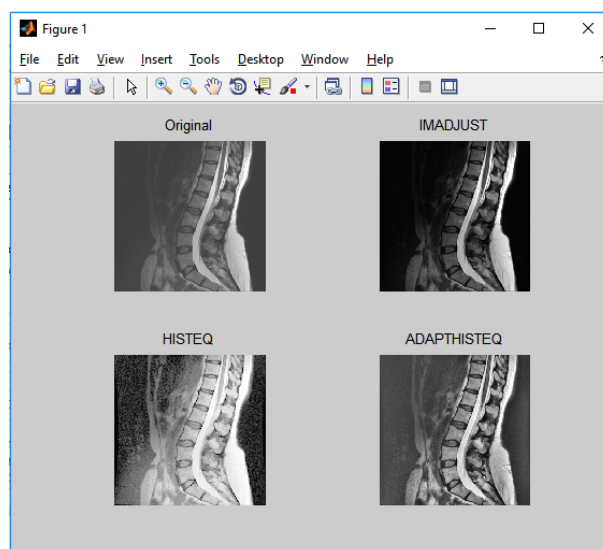 Figure 1
File Edit View Insert Tools Desktop Window Help
Original
IMADJUST
HISTEQ
ADAPTHISTEQ